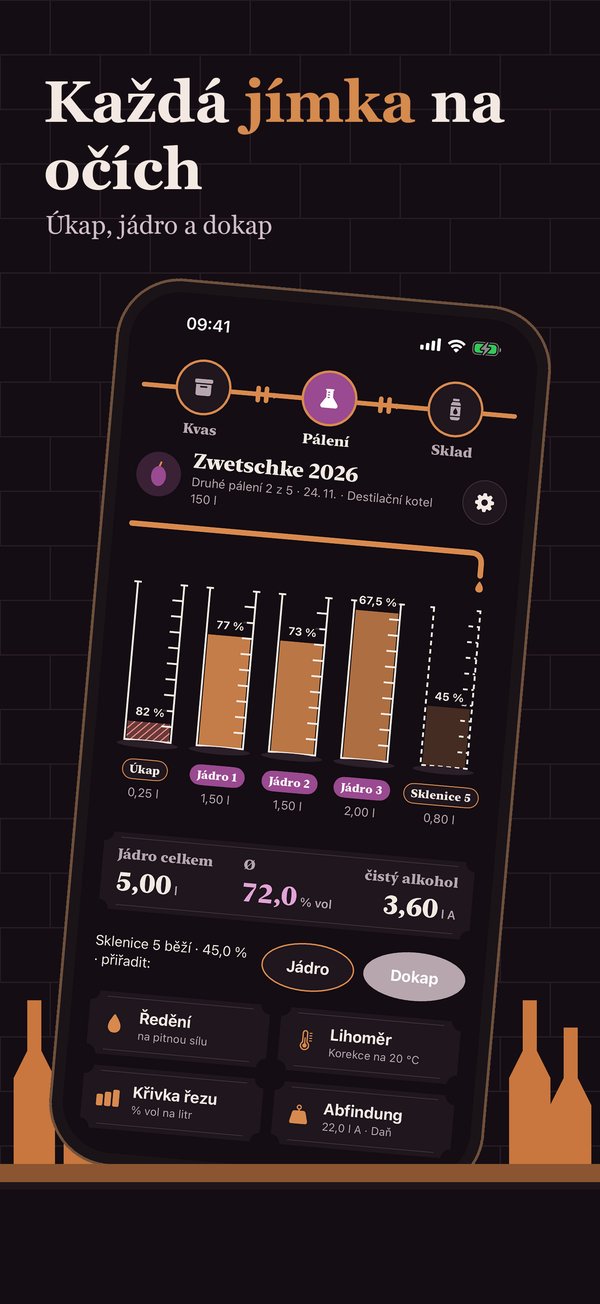 Každá jímka na
očích
Úkap, jádro a dokap
09:41
Kvas
Pálení
Sklad
Zwetschke 2026
Druhé pálení 2 z 5 · 24. 11. · Destilační kotel
150 l
82 %
77 %
73 %
67,5 %
45 %
Úkap
Jádro 1
Jádro 2
Jádro 3
Sklenice 5
0,25 l
1,50 l
1,50 l
2,00 l
0,80 l
Jádro celkem
Ø
čistý alkohol
5,00 l
72,0 % vol
3,60 l A
Sklenice 5 běží · 45,0 %
· přiřadit:
Jádro
Dokap
Ředění
na pitnou sílu
Lihoměr
Korekce na 20 °C
Křivka řezu
% vol na litr
Abfindung
22,0 l A · Daň